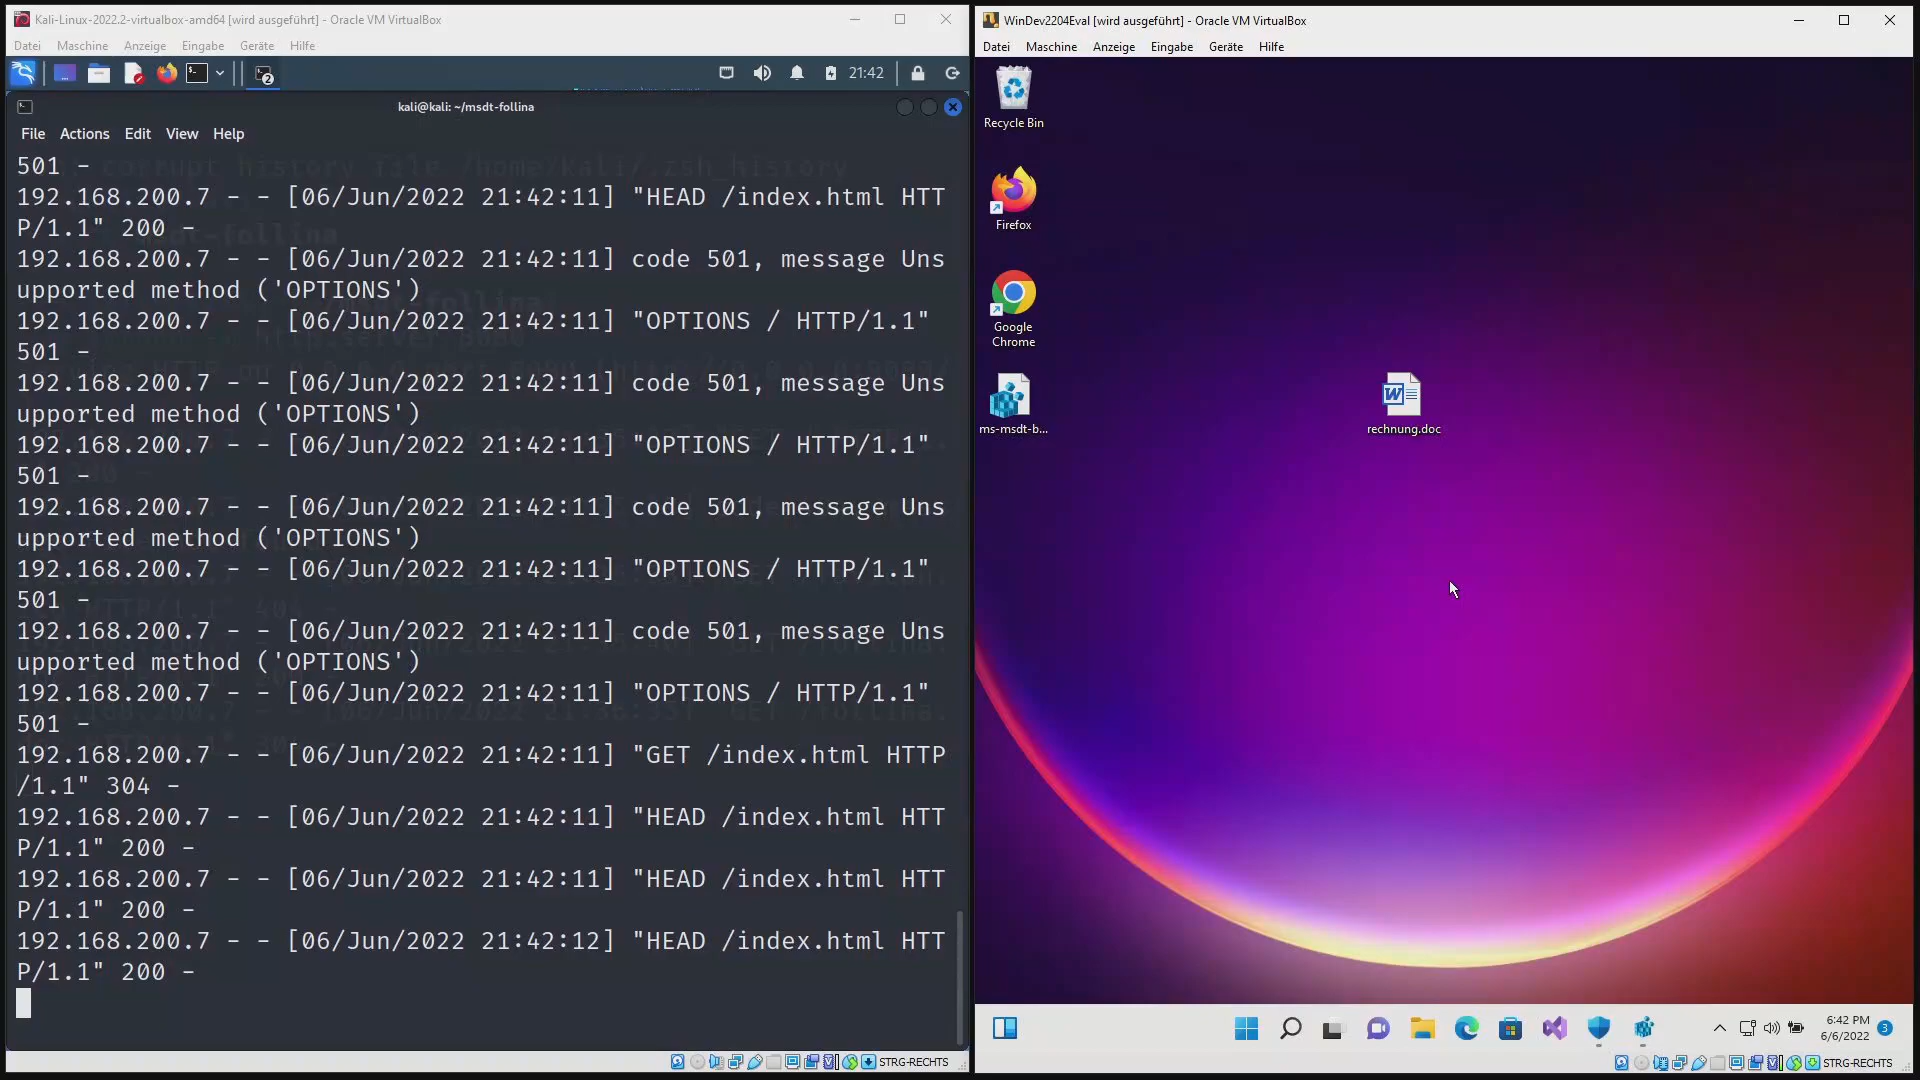 Kali-Linux-2022.2-virtualbox-amd64 [wird ausgeführt] - Oracle VM VirtualBox
Datei Maschine Anzeige Eingabe Geräte Hilfe
21:42
kali@kali: ~/msdt-follina
File Actions Edit View Help
501 -
192.168.200.7 - - [06/Jun/2022 21:42:11] "HEAD /index.html HTT
P/1.1" 200 -
192.168.200.7 - - [06/Jun/2022 21:42:11] code 501, message Uns
upported method ('OPTIONS')
192.168.200.7 - - [06/Jun/2022 21:42:11] "OPTIONS / HTTP/1.1"
501 -
192.168.200.7 - - [06/Jun/2022 21:42:11] code 501, message Uns
upported method ('OPTIONS')
192.168.200.7 - - [06/Jun/2022 21:42:11] "OPTIONS / HTTP/1.1"
501 -
192.168.200.7 - - [06/Jun/2022 21:42:11] code 501, message Uns
upported method ('OPTIONS')
192.168.200.7 - - [06/Jun/2022 21:42:11] "OPTIONS / HTTP/1.1"
501 -
192.168.200.7 - - [06/Jun/2022 21:42:11] code 501, message Uns
upported method ('OPTIONS')
192.168.200.7 - - [06/Jun/2022 21:42:11] "OPTIONS / HTTP/1.1"
501 -
192.168.200.7 - - [06/Jun/2022 21:42:11] "GET /index.html HTTP
/1.1" 304 -
192.168.200.7 - - [06/Jun/2022 21:42:11] "HEAD /index.html HTT
P/1.1" 200 -
192.168.200.7 - - [06/Jun/2022 21:42:11] "HEAD /index.html HTT
P/1.1" 200 -
192.168.200.7 - - [06/Jun/2022 21:42:12] "HEAD /index.html HTT
P/1.1" 200 -
STRG-RECHTS
WinDev2204Eval [wird ausgeführt] - Oracle VM VirtualBox
Datei Maschine Anzeige Eingabe Geräte Hilfe
Recycle Bin
Firefox
Google
Chrome
ms-msdt-b...
rechnung.doc
6:42 PM
6/6/2022
3
STRG-RECHTS